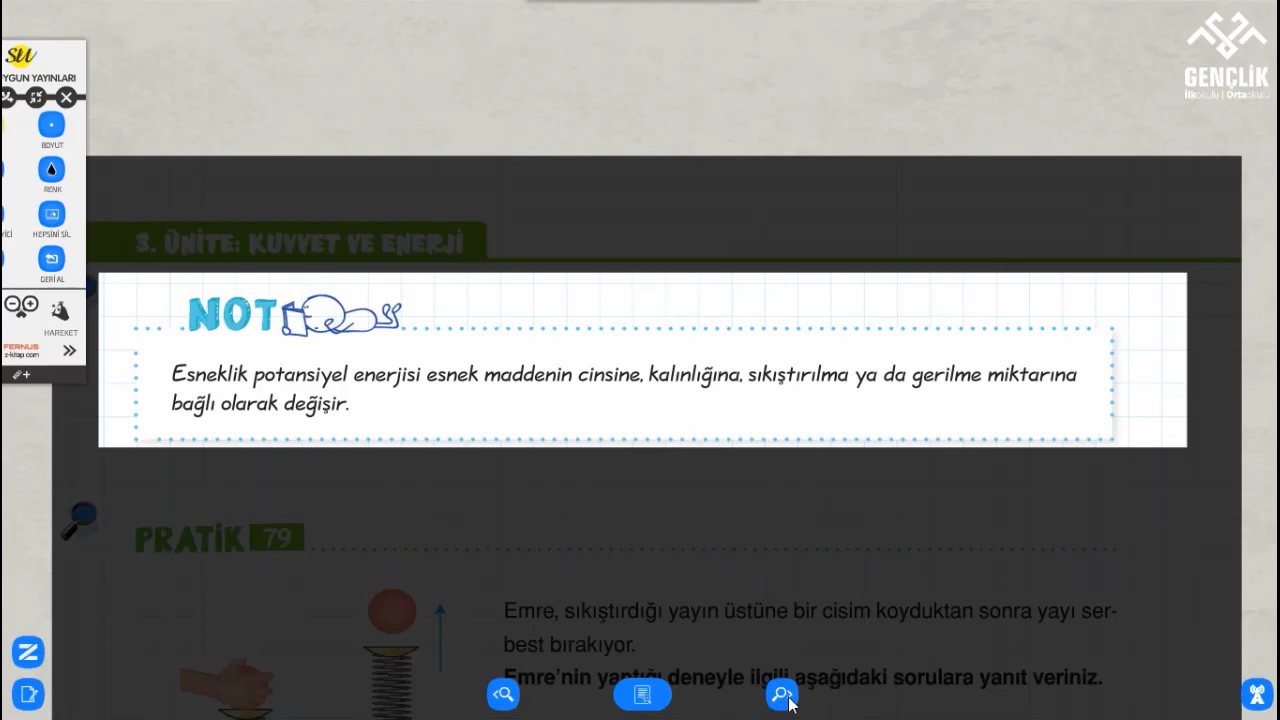 SU
YGUN YAYINLARI
BOYUT
RENK
YİCİ
HEPSİNİ SİL
GERİ AL
HAREKET
FERNUS
z-kitap.com
GENÇLİK
İlkokulu | Ortaokulu
3. ÜNİTE: KUVVET VE ENERJİ
NOT
Esneklik potansiyel enerjisi esnek maddenin cinsine, kalınlığına, sıkıştırılma ya da gerilme miktarına
bağlı olarak değişir.
PRATİK 79
Emre, sıkıştırdığı yayın üstüne bir cisim koyduktan sonra yayı ser-
best bırakıyor.
Emre'nin yaptığı deneyle ilgili aşağıdaki sorulara yanıt veriniz.